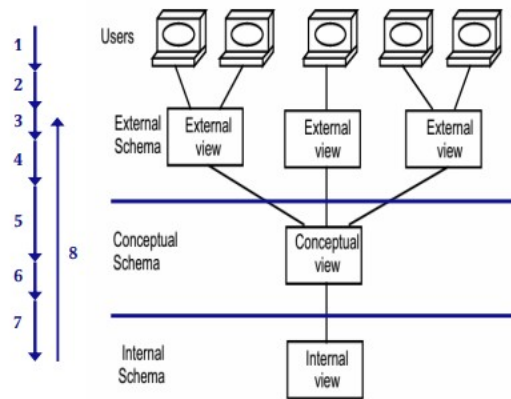 1
2
3
4
5
6
7
8
Users
External
Schema
External
view
External
view
External
view
Conceptual
Schema
Conceptual
view
Internal
Schema
Internal
view